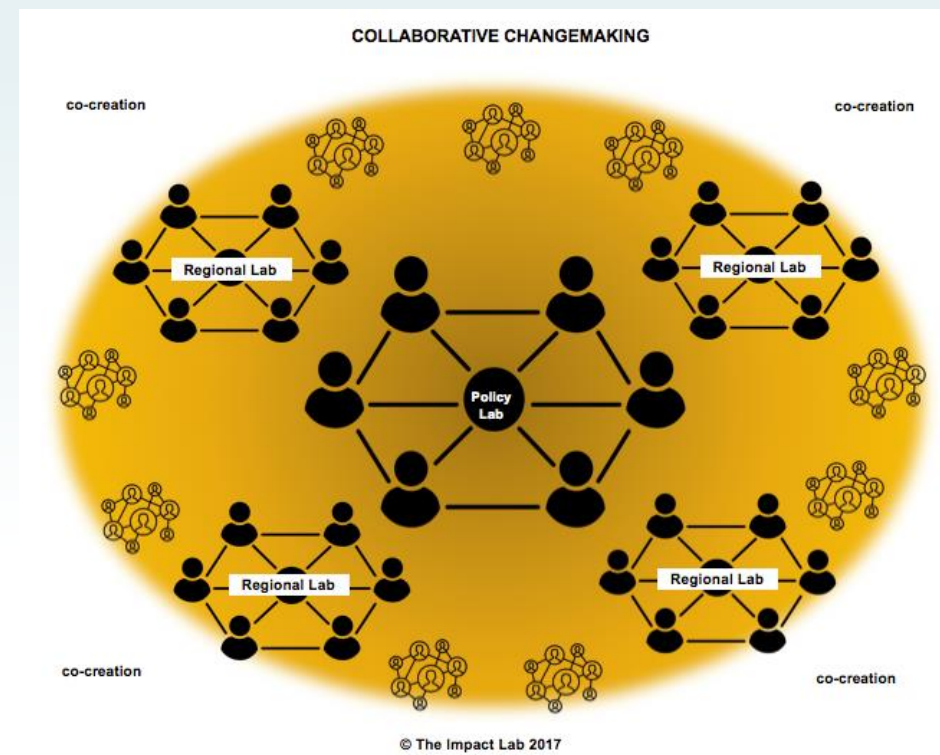 COLLABORATIVE CHANGEMAKING
co-creation
co-creation
Regional Lab
Regional Lab
Policy
Lab
Regional Lab
Regional Lab
co-creation
co-creation
© The Impact Lab 2017